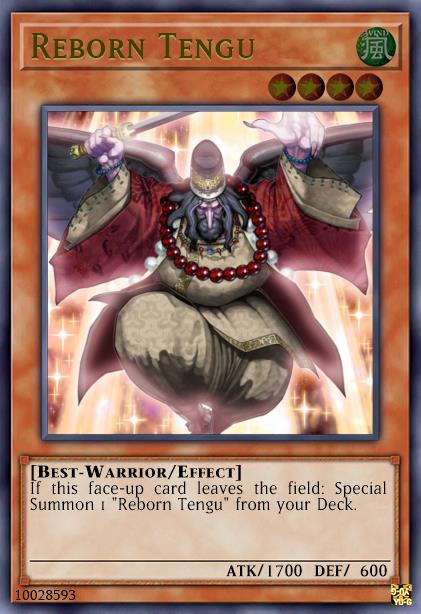 REBORN TENGU
WIND
風
[BEST-WARRIOR/EFFECT]
If this face-up card leaves the field: Special
Summon 1 "Reborn Tengu" from your Deck.
ATK/1700 DEF/ 600
10028593